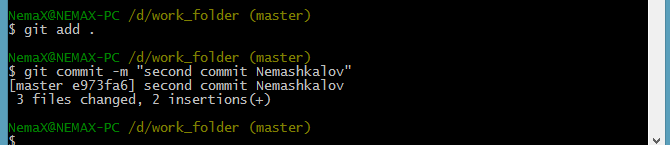 NemaX@NEMAX-PC /d/work_folder (master)
$ git add .
NemaX@NEMAX-PC /d/work_folder (master)
$ git commit -m "second commit Nemashkalov"
[master e973fa6] second commit Nemashkalov
 3 files changed, 2 insertions(+)
NemaX@NEMAX-PC /d/work_folder (master)
$